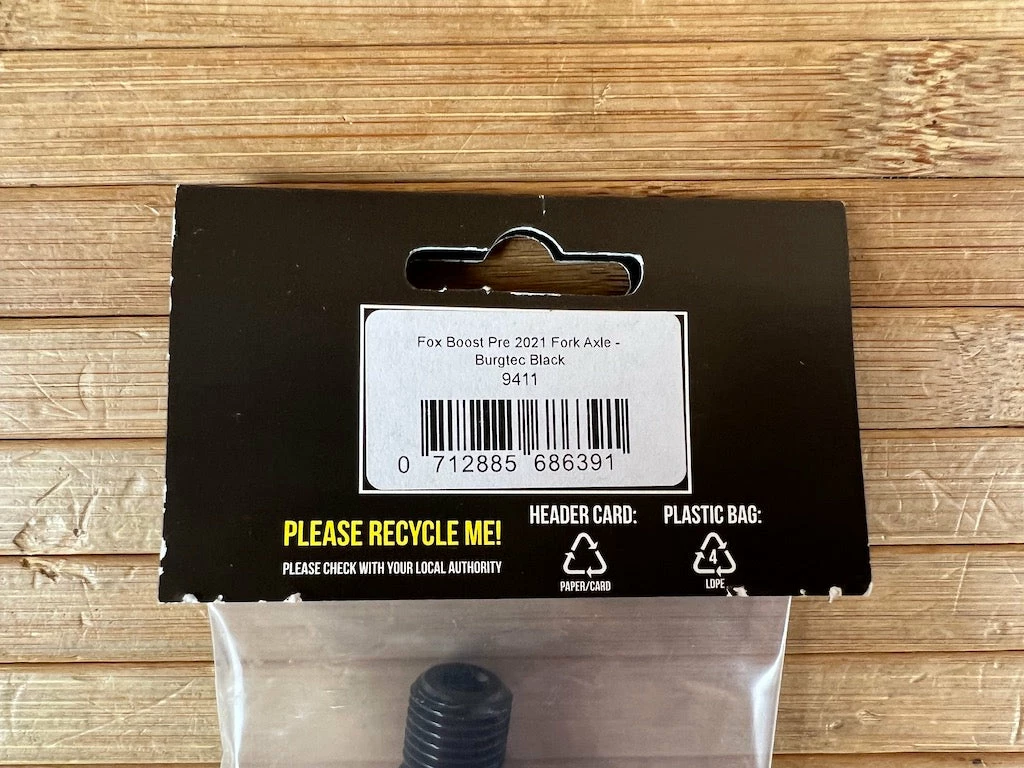 Fox Boost Pre 2021 Fork Axle -
Burgtec Black
9411
0 712885 686391
PLEASE RECYCLE ME!
PLEASE CHECK WITH YOUR LOCAL AUTHORITY
HEADER CARD:
PAPER/CARD
PLASTIC BAG:
4
LDPE